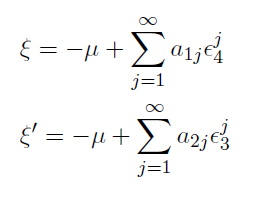 ξ = −μ + ∑_{j=1}^{∞} a_{1j} ϵ_4^j
ξ′ = −μ + ∑_{j=1}^{∞} a_{2j} ϵ_3^j